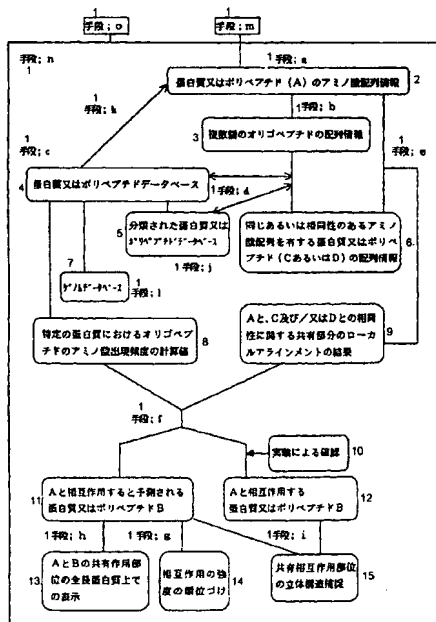 1
手段; o
1
手段; m
手段; n
1
1
手段; a
蛋白質又はポリペプチド(A)のアミノ酸配列情報
2
1
手段; k
1
手段; b
3
複数個のオリゴペプチドの配列情報
1
手段; c
1
手段; e
4
蛋白質又はポリペプチドデータベース
1
手段; d
5
分類された蛋白質又は
ポリペプチドデータベース
同じあるいは相同性のあるアミノ
酸配列を有する蛋白質又はポリペ
プチド(CあるいはD)の配列情報
6
1
手段; j
7
ゲノムデータベース
1
手段; l
特定の蛋白質におけるオリゴペプ
チドのアミノ酸出現頻度の計算値
8
Aと、C及び/又はDとの相同
性に関する共有部分のローカ
ルアラインメントの結果
9
1
手段; f
実験による確認
10
11
Aと相互作用すると予測される
蛋白質又はポリペプチドB
Aと相互作用する
蛋白質又はポリペプチドB
12
1
手段; h
1
手段; g
1
手段; i
13
AとBの共有作用部
位の全長蛋白質上で
の表示
相互作用の強
度の順位づけ
14
共有相互作用部位
の立体構造確認
15